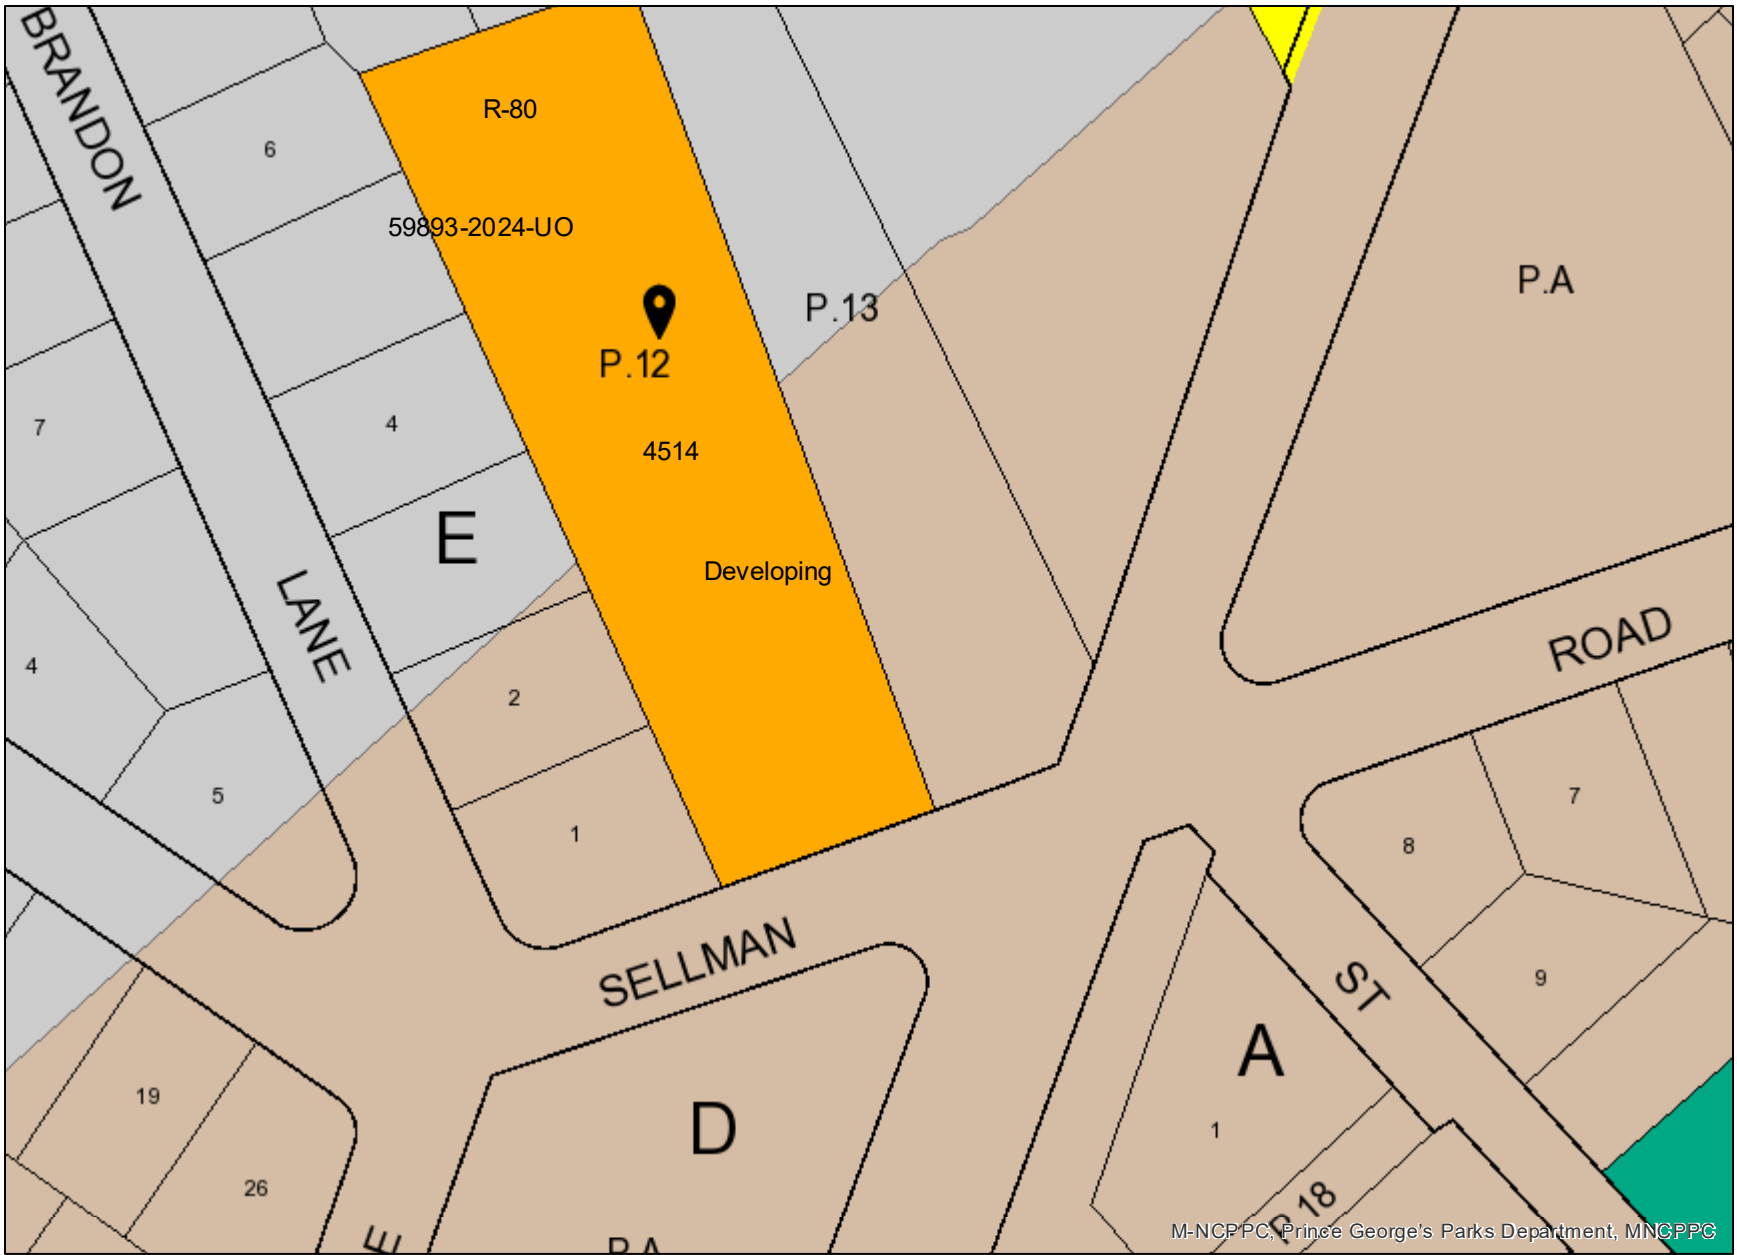 BRANDON
R-80
6
59893-2024-UO
P.A
P.13
P.12
4
7
4514
E
Developing
LANE
ROAD
4
2
5
1
7
8
SELLMAN
9
ST
A
19
D
1
26
P.18
E
P.A
M-NCPPC, Prince George's Parks Department, MNCPPC